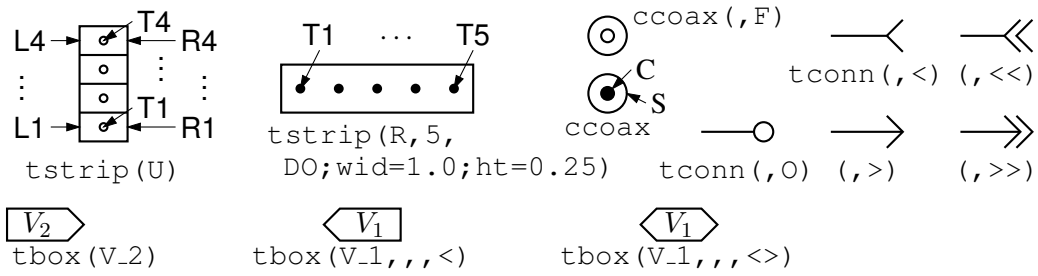 L4 T4 R4
⋮ ⋮ ⋮
L1 T1 R1
tstrip(U)
T1 ··· T5
tstrip(R,5,
DO;wid=1.0;ht=0.25)
ccoax(,F)
C
S
ccoax
tconn(,<) (,<<)
tconn(,O) (,>) (,>>)
V2 V1 V1
tbox(V_2) tbox(V_1,,,<) tbox(V_1,,,<>)